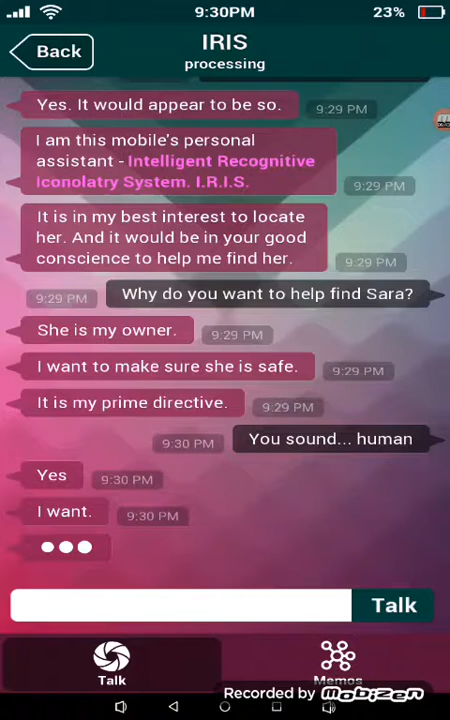 9:30PM
23%
Back
IRIS
processing
Yes. It would appear to be so.
9:29 PM
I am this mobile's personal
assistant - Intelligent Recognitive
Iconolatry System. I.R.I.S.
9:29 PM
It is in my best interest to locate
her. And it would be in your good
conscience to help me find her.
9:29 PM
9:29 PM
Why do you want to help find Sara?
She is my owner.
9:29 PM
I want to make sure she is safe.
9:29 PM
It is my prime directive.
9:29 PM
9:30 PM
You sound... human
Yes
9:30 PM
I want.
9:30 PM
Talk
Talk
Memos
Recorded by mobizen